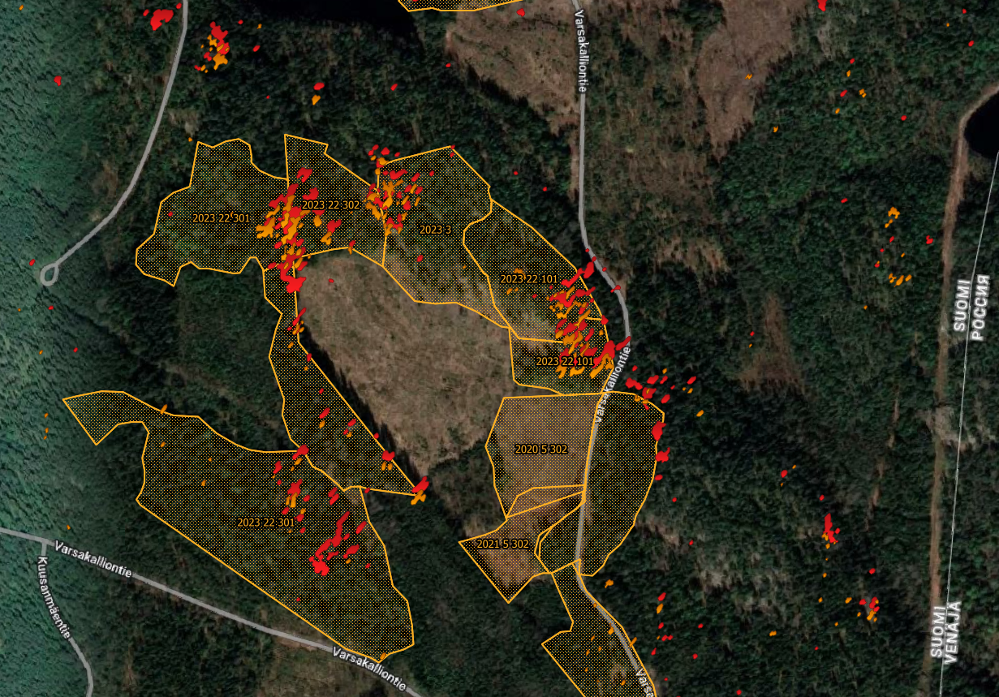 Varsakalliontie
2023 22 301
2023 22 302
2023 3
2023 22 101
2023 22 101
Varsakalliontie
2020 5 302
2021 5 302
2023 22 301
Varsakalliontie
Kuusanmäentie
Varsakalliontie
SUOMI
РОССИЯ
SUOMI
VENÄJÄ
Varsa